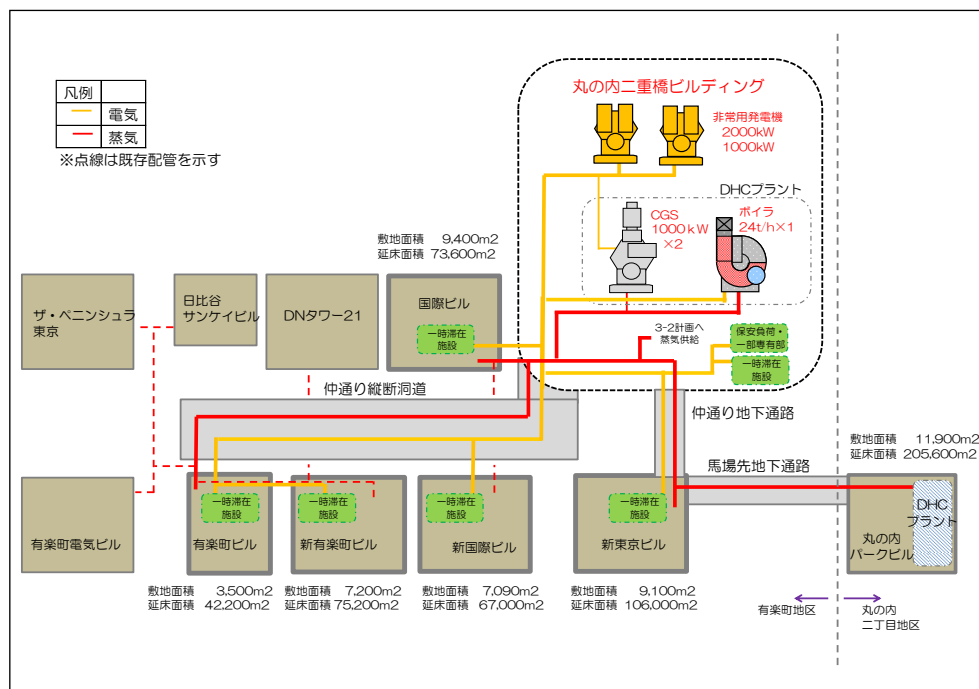 凡例
電気
蒸気
※点線は既存配管を示す
丸の内二重橋ビルディング
非常用発電機
2000kW
1000kW
DHCプラント
CGS
1000kW
×2
ボイラ
24t/h×1
敷地面積 9,400m2
延床面積 73,600m2
ザ・ペニンシュラ
東京
日比谷
サンケイビル
DNタワー21
国際ビル
一時滞在
施設
3-2計画へ
蒸気供給
保安負荷・
一部専有部
一時滞在
施設
仲通り縦断洞道
仲通り地下通路
馬場先地下通路
敷地面積 11,900m2
延床面積 205,600m2
有楽町電気ビル
一時滞在
施設
有楽町ビル
一時滞在
施設
新有楽町ビル
一時滞在
施設
新国際ビル
一時滞在
施設
新東京ビル
DHC
プラント
丸の内
パークビル
敷地面積 3,500m2
延床面積 42,200m2
敷地面積 7,200m2
延床面積 75,200m2
敷地面積 7,090m2
延床面積 67,000m2
敷地面積 9,100m2
延床面積 106,000m2
有楽町地区
丸の内
二丁目地区